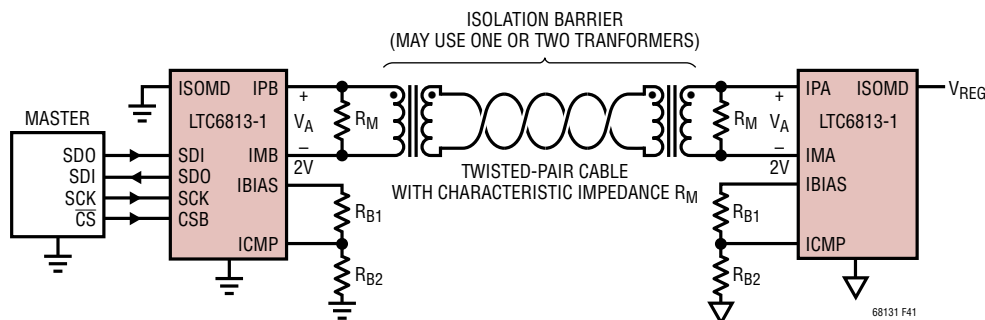 ISOLATION BARRIER
(MAY USE ONE OR TWO TRANFORMERS)
ISOMD IPB
LTC6813-1
+
VA
–
2V
RM
IMB
IBIAS
ICMP
SDI
SDO
SCK
CSB
MASTER
SDO
SDI
SCK
CS
RB1
RB2
TWISTED-PAIR CABLE
WITH CHARACTERISTIC IMPEDANCE RM
RM
+
VA
–
2V
IPA ISOMD
LTC6813-1
IMA
IBIAS
ICMP
VREG
RB1
RB2
68131 F41